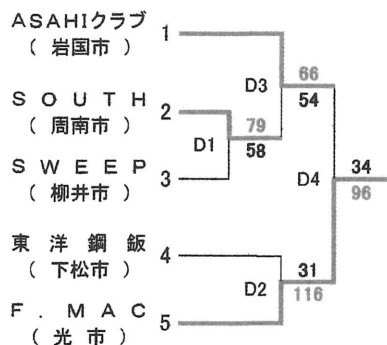 ASAHIクラブ 1
( 岩国市 )
D3 66
54
S O U T H 2
( 周南市 )
D1 79
58
S W E E P 3
( 柳井市 )
D4 34
96
東 洋 鋼 鈑 4
( 下松市 )
D2 31
116
F . M A C 5
( 光 市 )